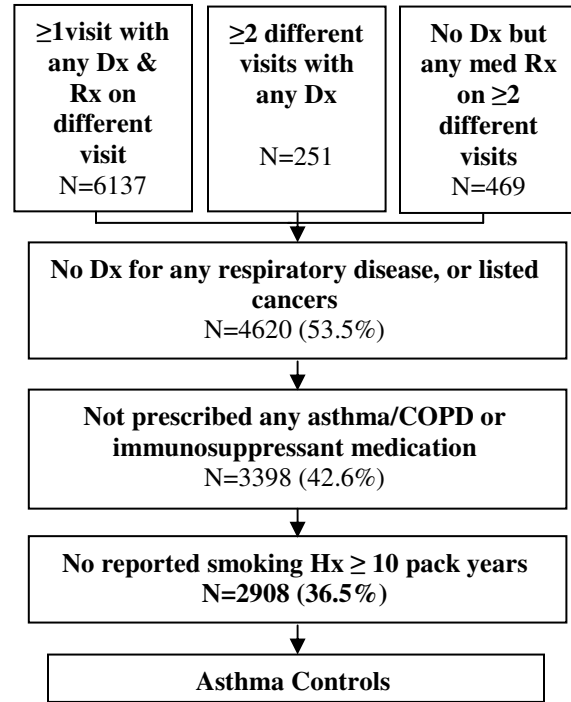 ≥1visit with
any Dx &
Rx on
different
visit
N=6137
≥2 different
visits with
any Dx
N=251
No Dx but
any med Rx
on ≥2
different
visits
N=469
No Dx for any respiratory disease, or listed
cancers
N=4620 (53.5%)
Not prescribed any asthma/COPD or
immunosuppressant medication
N=3398 (42.6%)
No reported smoking Hx ≥ 10 pack years
N=2908 (36.5%)
Asthma Controls